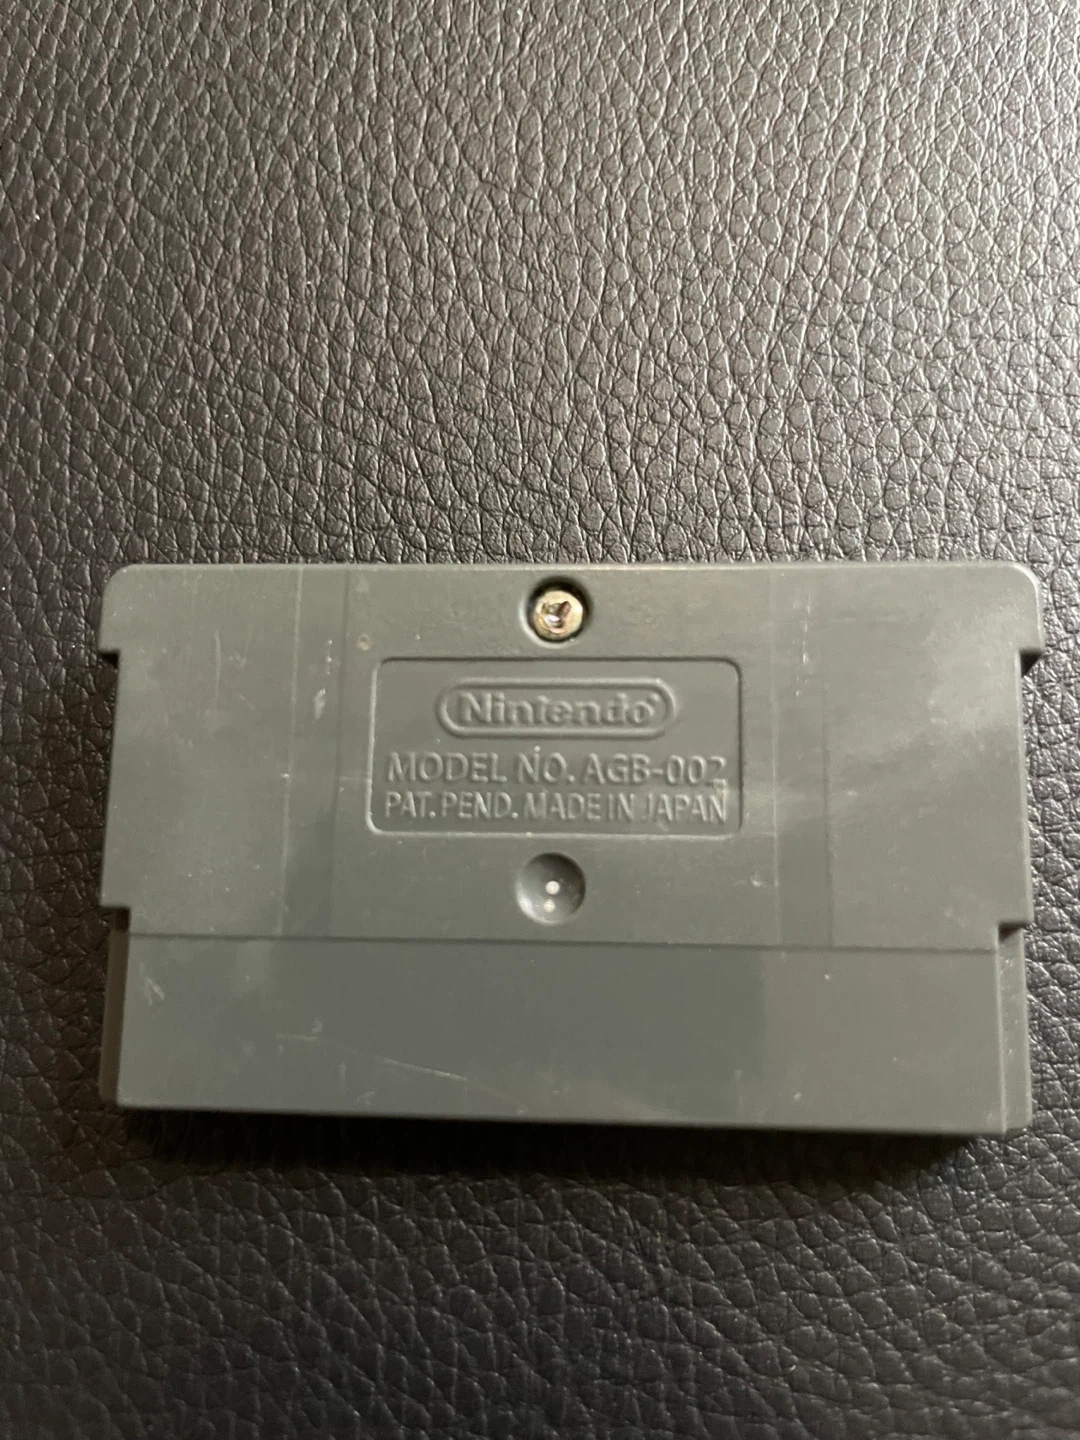 Nintendo®
MODEL NO. AGB-002
PAT. PEND. MADE IN JAPAN